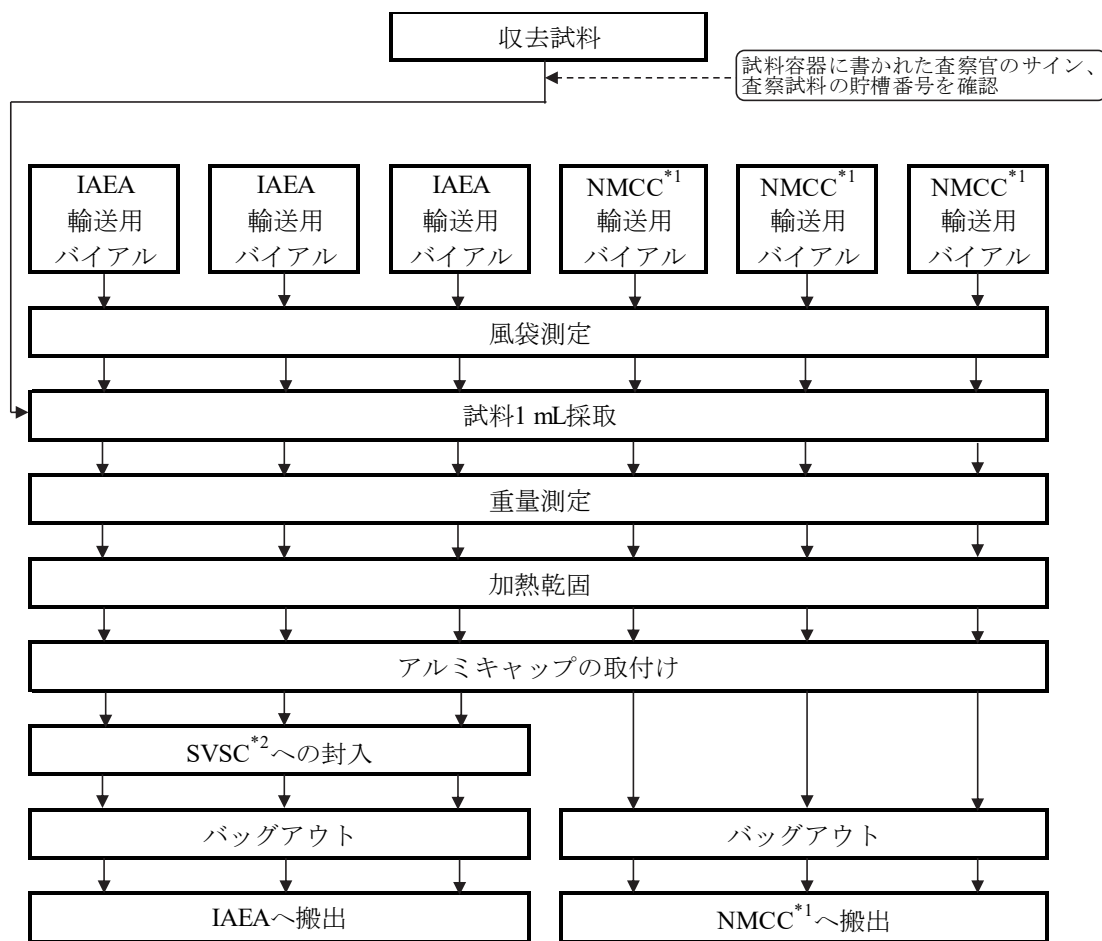 収去試料
試料容器に書かれた査察官のサイン、
査察試料の貯槽番号を確認
IAEA
輸送用
バイアル
IAEA
輸送用
バイアル
IAEA
輸送用
バイアル
NMCC*1
輸送用
バイアル
NMCC*1
輸送用
バイアル
NMCC*1
輸送用
バイアル
風袋測定
試料1 mL採取
重量測定
加熱乾固
アルミキャップの取付け
SVSC*2への封入
バッグアウト
バッグアウト
IAEAへ搬出
NMCC*1へ搬出